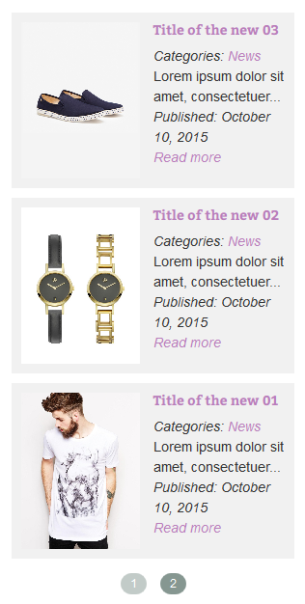 Title of the new 03
Categories: News
Lorem ipsum dolor sit
amet, consectetuer...
Published: October
10, 2015
Read more
Title of the new 02
Categories: News
Lorem ipsum dolor sit
amet, consectetuer...
Published: October
10, 2015
Read more
Title of the new 01
Categories: News
Lorem ipsum dolor sit
amet, consectetuer...
Published: October
10, 2015
Read more
1 2